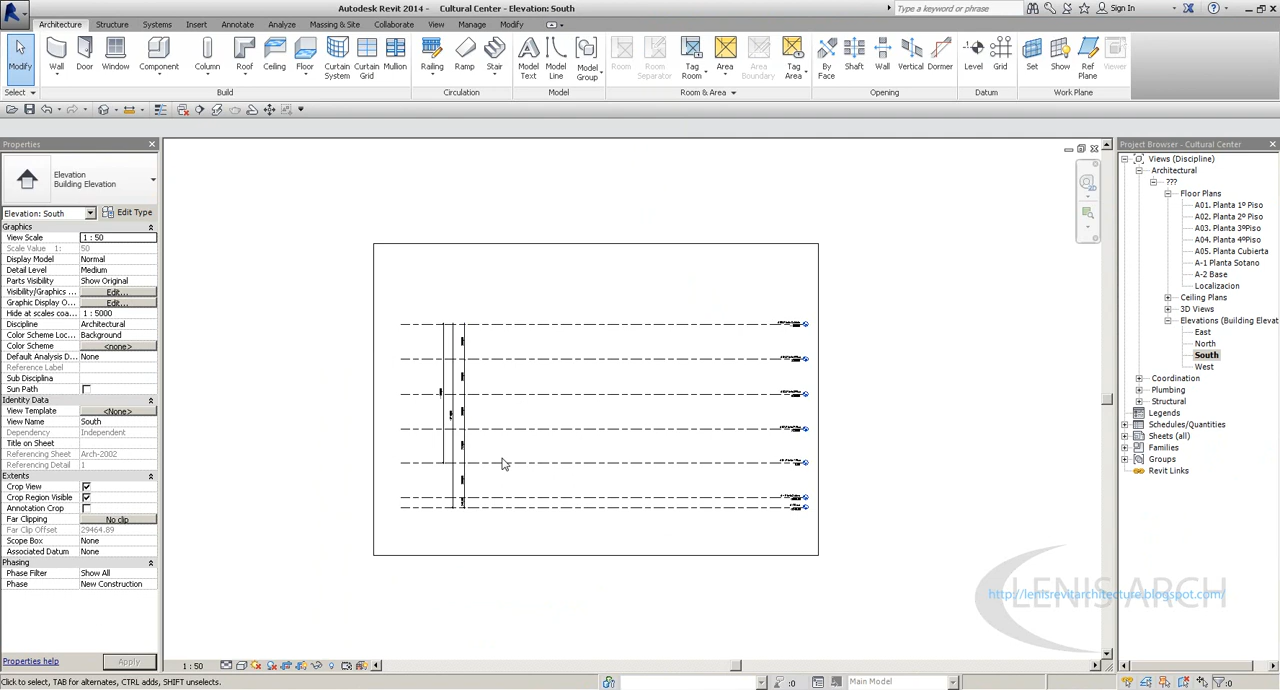 Autodesk Revit 2014 - Cultural Center - Elevation: South
Type a keyword or phrase
Sign In
Architecture Structure Systems Insert Annotate Analyze Massing & Site Collaborate View Manage Modify
Modify Wall Door Window Component Column Roof Ceiling Floor Curtain System Curtain Grid Mullion Railing Ramp Stair Model Text Model Line Model Group Room Room Separator Tag Room Area Area Boundary Tag Area By Face Shaft Wall Vertical Dormer Level Grid Set Show Ref Plane Viewer
Select Build Circulation Model Room & Area Opening Datum Work Plane
Properties
Elevation
Building Elevation
Elevation: South Edit Type
Graphics
View Scale 1 : 50
Scale Value 1: 50
Display Model Normal
Detail Level Medium
Parts Visibility Show Original
Visibility/Graphics ... Edit...
Graphic Display O... Edit...
Hide at scales coa... 1 : 5000
Discipline Architectural
Color Scheme Loc... Background
Color Scheme <none>
Default Analysis D... None
Reference Label
Sub Disciplina
Sun Path
Identity Data
View Template <None>
View Name South
Dependency Independent
Title on Sheet
Referencing Sheet Arch-2002
Referencing Detail 1
Extents
Crop View
Crop Region Visible
Annotation Crop
Far Clipping No clip
Far Clip Offset 29464.89
Scope Box None
Associated Datum None
Phasing
Phase Filter Show All
Phase New Construction
Properties help Apply
Project Browser - Cultural Center
Views (Discipline)
Architectural
???
Floor Plans
A01. Planta 1º Piso
A02. Planta 2º Piso
A03. Planta 3ºPiso
A04. Planta 4ºPiso
A05. Planta Cubierta
A-1 Planta Sotano
A-2 Base
Localizacion
Ceiling Plans
3D Views
Elevations (Building Elevat
East
North
South
West
Coordination
Plumbing
Structural
Legends
Schedules/Quantities
Sheets (all)
Families
Groups
Revit Links
LENIS ARCH
http://lenisrevitarchitecture.blogspot.com/
1 : 50
Click to select, TAB for alternates, CTRL adds, SHIFT unselects.
:0 Main Model :0